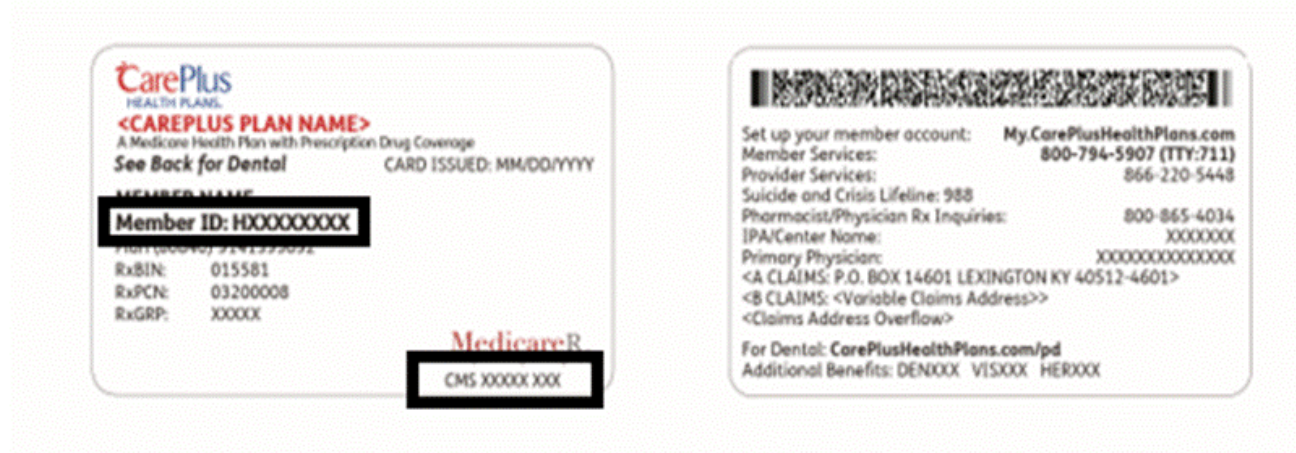 CarePlus
HEALTH PLANS.
<CAREPLUS PLAN NAME>
A Medicare Health Plan with Prescription Drug Coverage
See Back for Dental CARD ISSUED: MM/DD/YYYY
MEMBER NAME
Member ID: HXXXXXXXX
RxBIN: 015581
RxPCN: 03200008
RxGRP: XXXXX
MedicareR
CMS XXXXX XXX
Set up your member account: My.CarePlusHealthPlans.com
Member Services: 800-794-5907 (TTY:711)
Provider Services: 866-220-5448
Suicide and Crisis Lifeline: 988
Pharmacist/Physician Rx Inquiries: 800-865-4034
IPA/Center Name: XXXXXXX
Primary Physician: XXXXXXXXXXXXXX
<A CLAIMS: P.O. BOX 14601 LEXINGTON KY 40512-4601>
<B CLAIMS: <Variable Claims Address>>
<Claims Address Overflow>
For Dental: CarePlusHealthPlans.com/pd
Additional Benefits: DENXXX VISXXX HERXXX